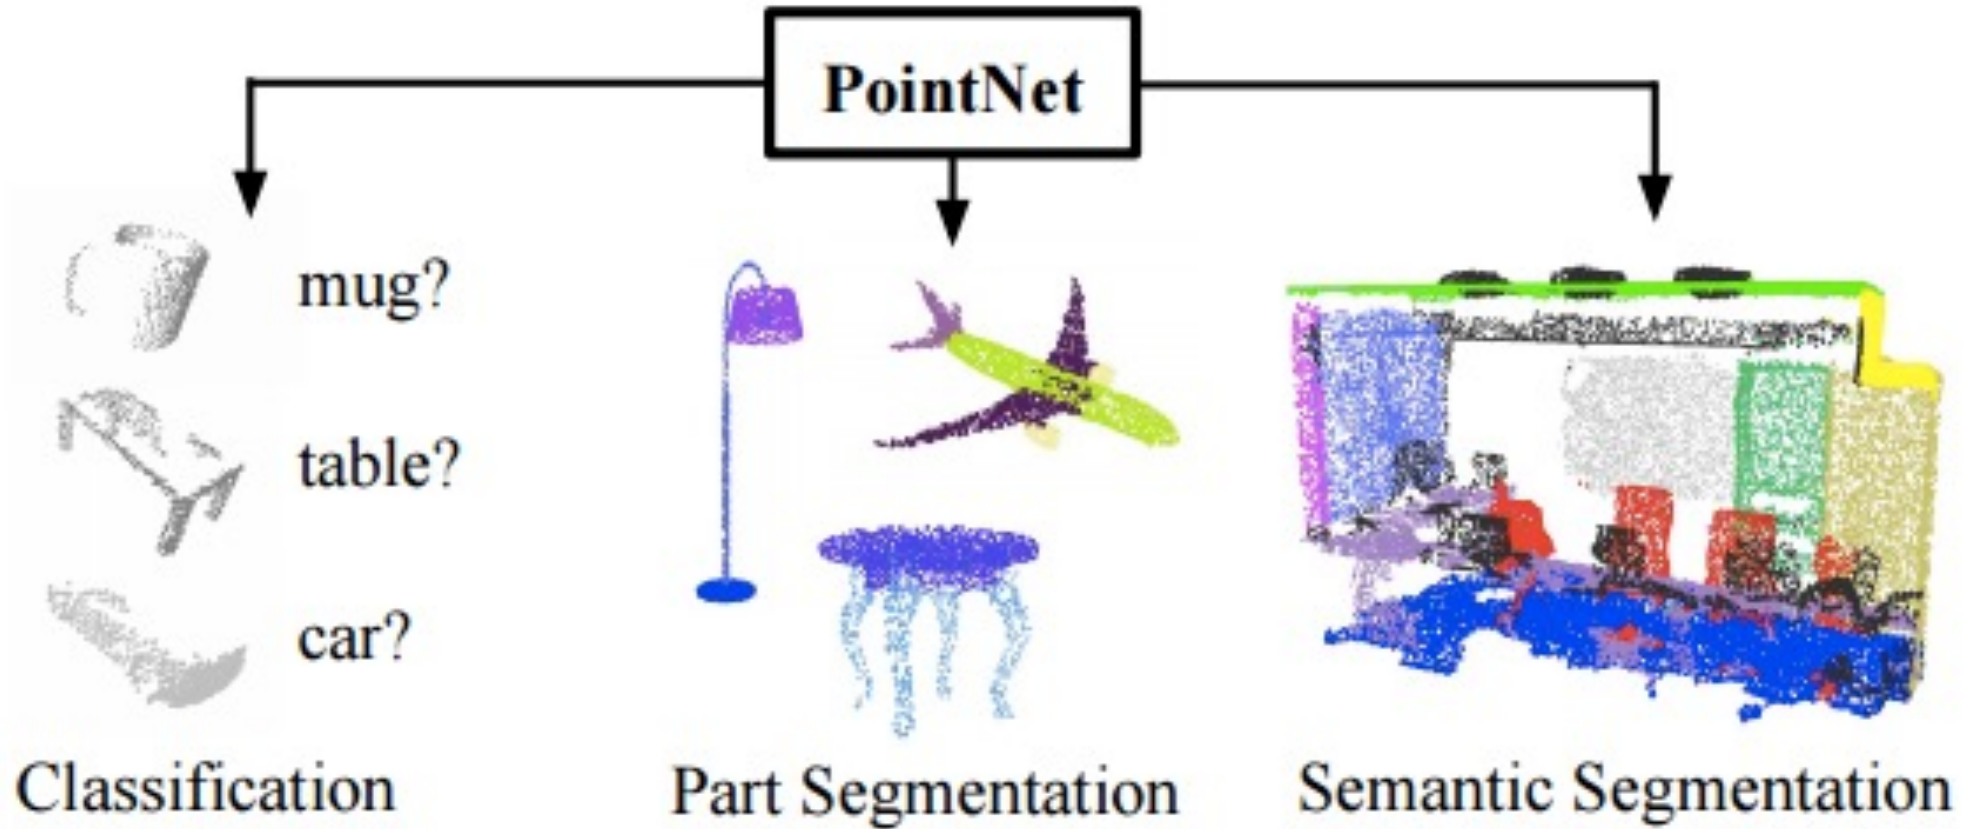 PointNet
mug?
table?
car?
Classification
Part Segmentation
Semantic Segmentation